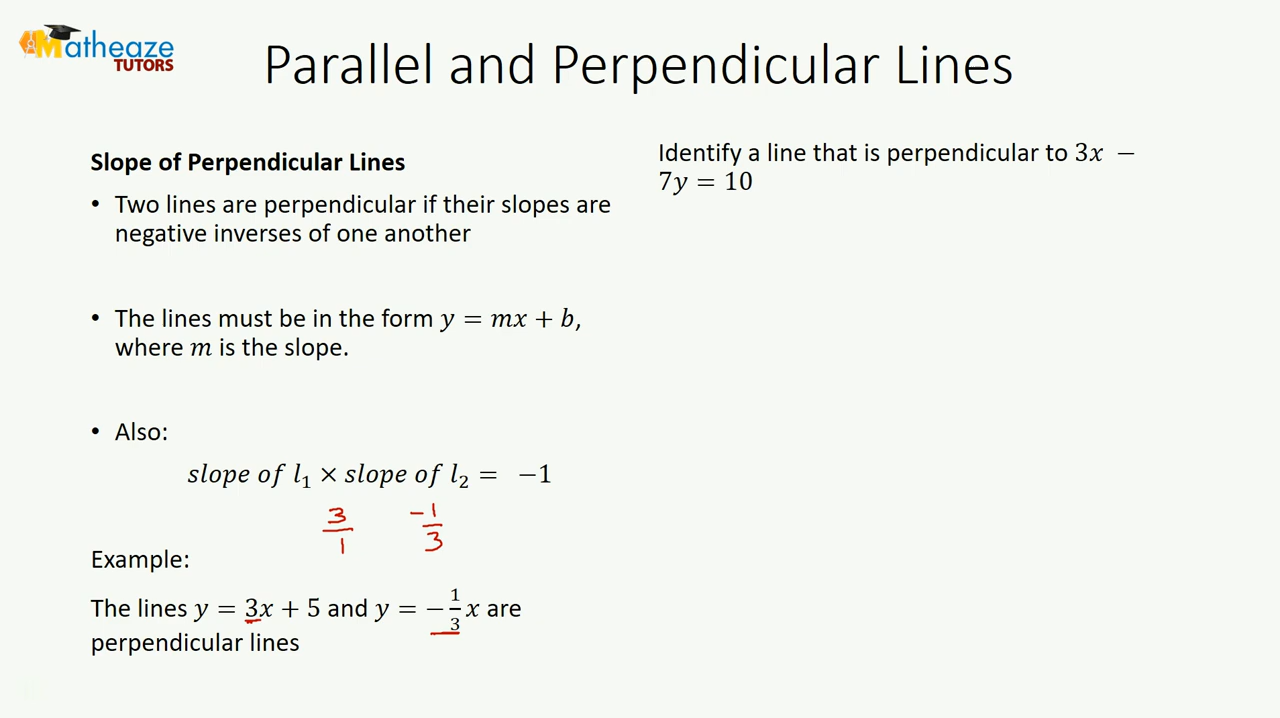 Matheaze
TUTORS
Parallel and Perpendicular Lines
Slope of Perpendicular Lines
• Two lines are perpendicular if their slopes are
negative inverses of one another
• The lines must be in the form y = mx + b,
where m is the slope.
• Also:
slope of l₁ × slope of l₂ = −1
3/1 −1/3
Example:
The lines y = 3x + 5 and y = −1/3 x are
perpendicular lines
Identify a line that is perpendicular to 3x −
7y = 10